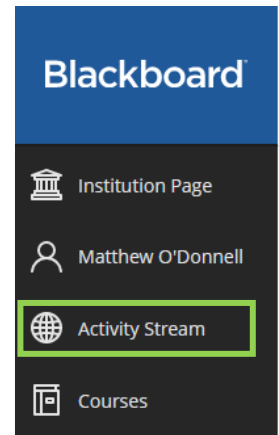 Blackboard
Institution Page
Matthew O'Donnell
Activity Stream
Courses